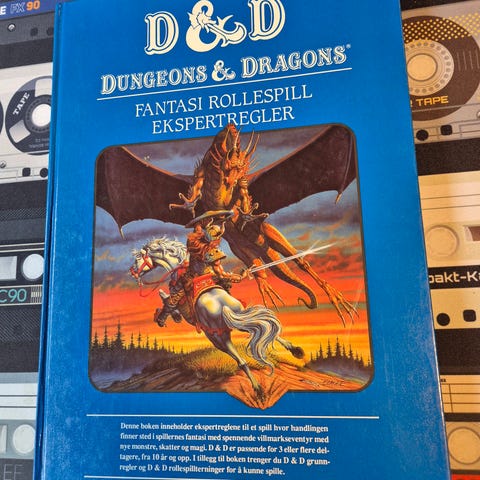 D & D
DUNGEONS & DRAGONS®
FANTASI ROLLESPILL
EKSPERTREGLER
Denne boken inneholder ekspertreglene til et spill hvor handlingen
finner sted i spillernes fantasi med spennende villmarkseventyr med
nye monstre, skatter og magi. D & D er passende for 3 eller flere del-
tagere, fra 10 år og opp. I tillegg til boken trenger du D & D grunn-
regler og D & D rollespillterninger for å kunne spille.
FX 90
TAPE
C90
TAPE